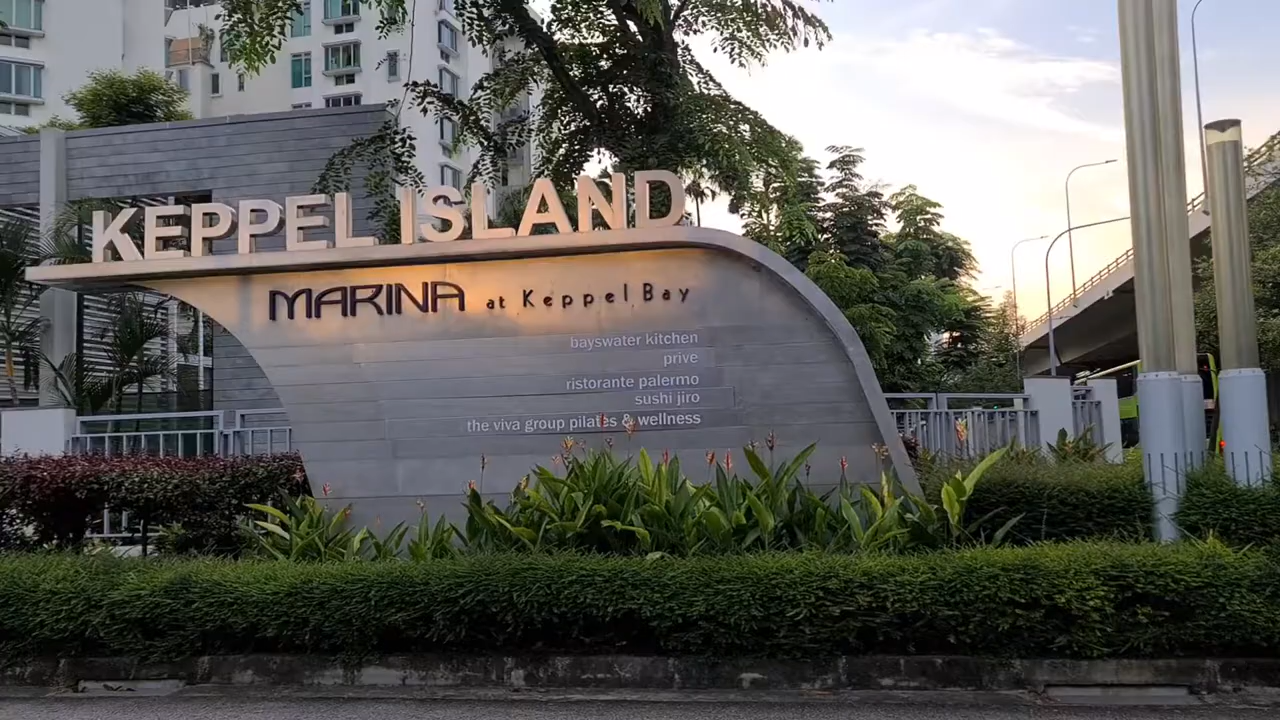 KEPPEL ISLAND
MARINA at Keppel Bay
bayswater kitchen
prive
ristorante palermo
sushi jiro
the viva group pilates & wellness